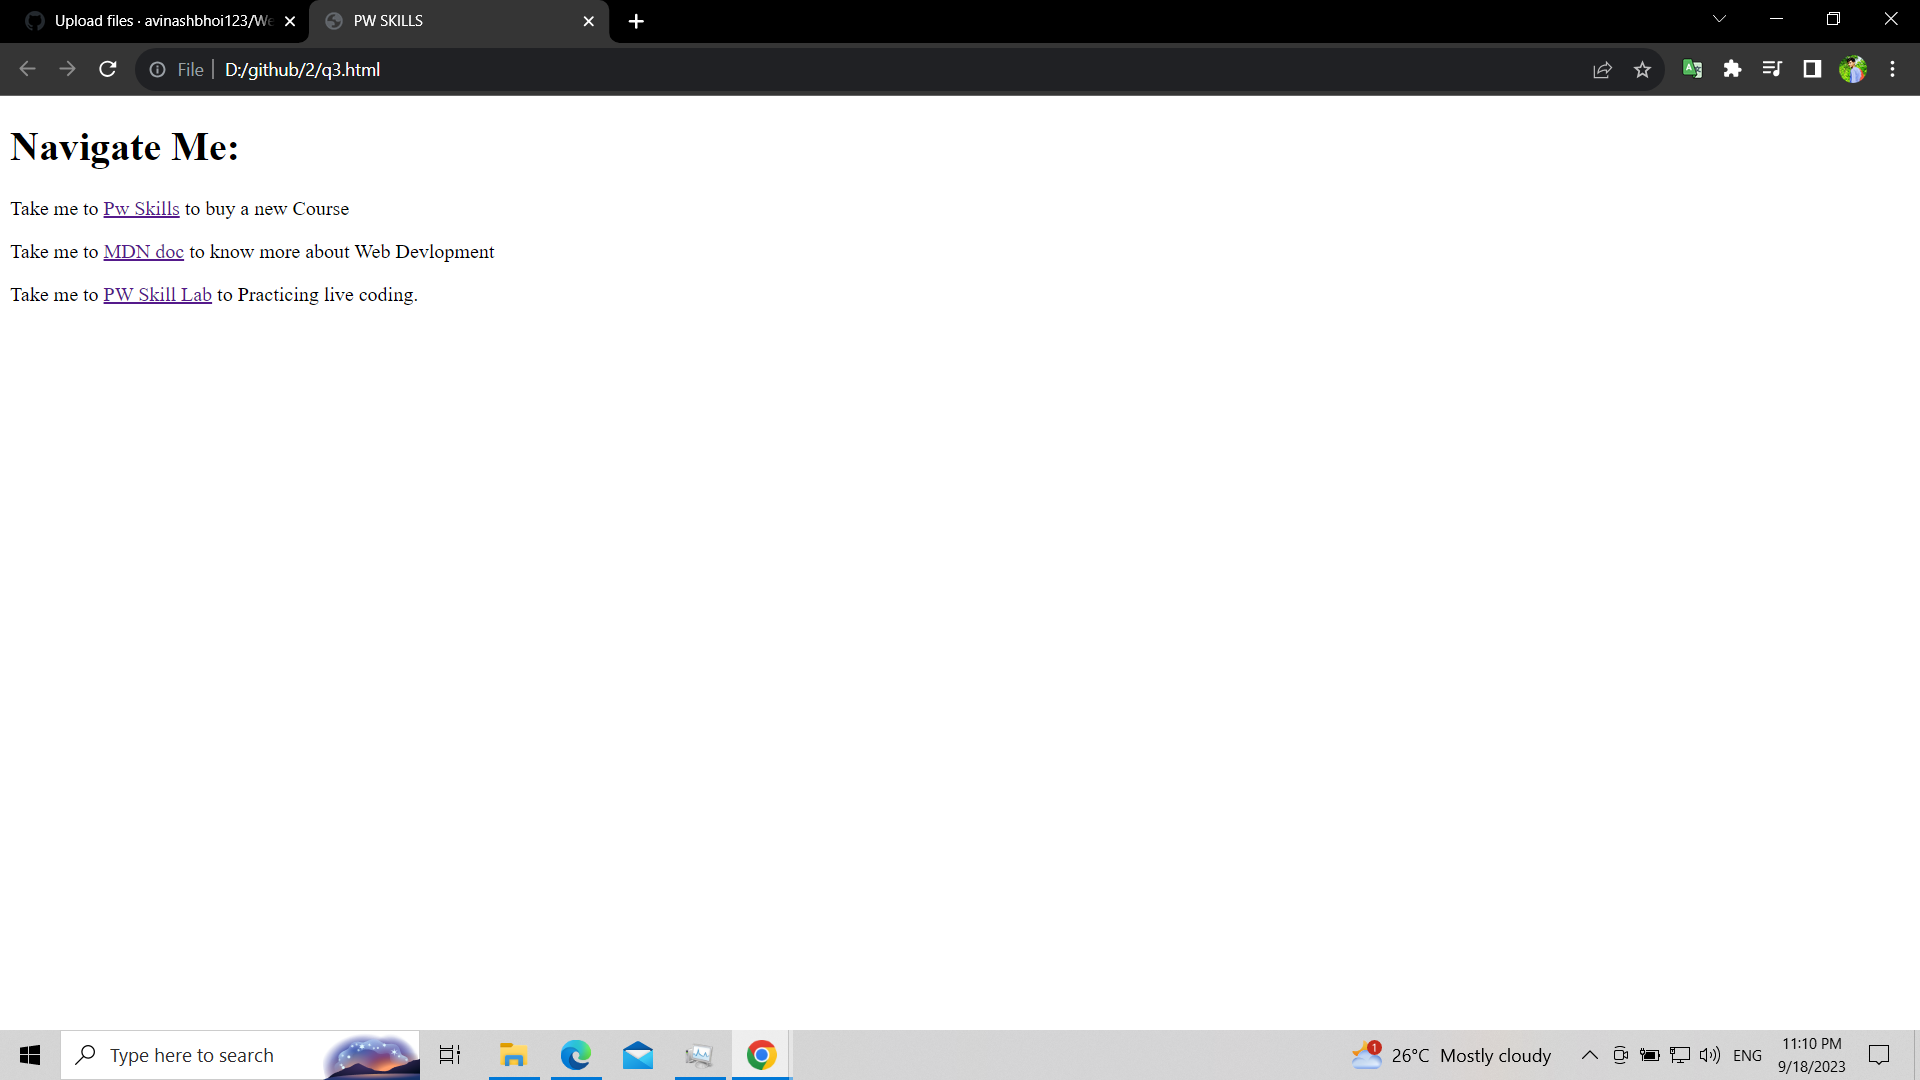 Upload files · avinashbhoi123/We
PW SKILLS
File
D:/github/2/q3.html
Navigate Me:
Take me to Pw Skills to buy a new Course
Take me to MDN doc to know more about Web Devlopment
Take me to PW Skill Lab to Practicing live coding.
Type here to search
1
26°C Mostly cloudy
ENG
11:10 PM
9/18/2023